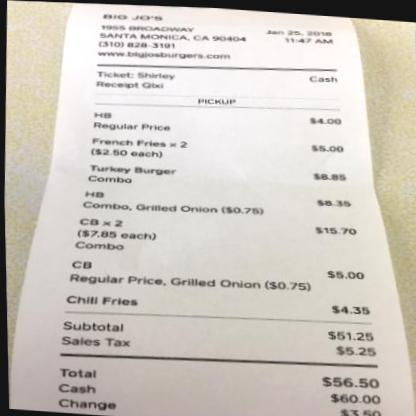 BIG JO'S
1955 BROADWAY
SANTA MONICA, CA 90404
(310) 828-3191
www.bigjosburgers.com
Jan 25, 2018
11:47 AM
Ticket: Shirley Cash
Receipt Qixi
PICKUP
HB $4.00
Regular Price
French Fries × 2 $5.00
($2.50 each)
Turkey Burger $8.85
Combo
HB $8.35
Combo, Grilled Onion ($0.75)
CB × 2 $15.70
($7.85 each)
Combo
CB $5.00
Regular Price, Grilled Onion ($0.75)
Chili Fries $4.35
Subtotal $51.25
Sales Tax $5.25
Total $56.50
Cash $60.00
Change $3.50